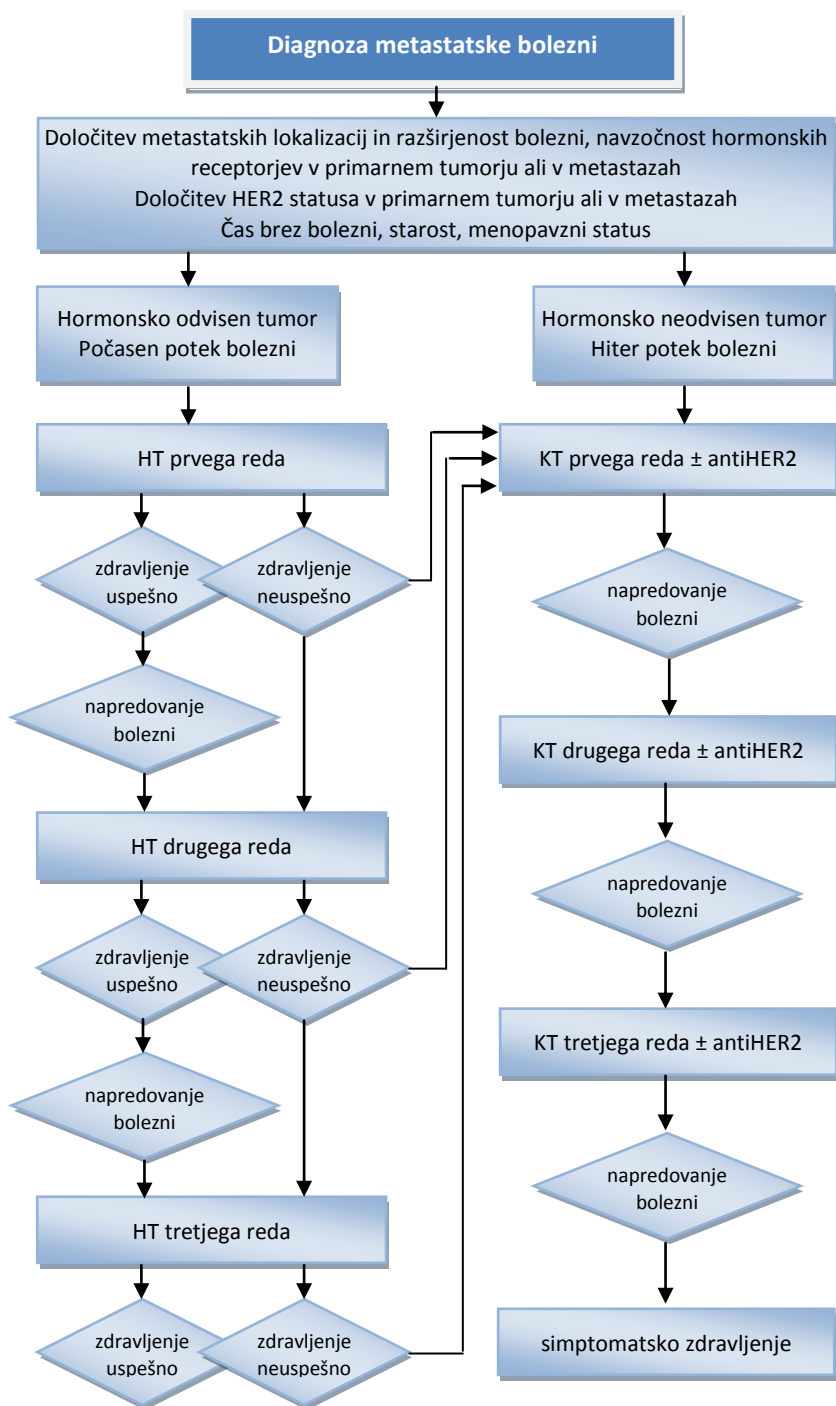 Diagnoza metastatske bolezni
Določitev metastatskih lokalizacij in razširjenost bolezni, navzočnost hormonskih
receptorjev v primarnem tumorju ali v metastazah
Določitev HER2 statusa v primarnem tumorju ali v metastazah
Čas brez bolezni, starost, menopavzni status
Hormonsko odvisen tumor
Počasen potek bolezni
Hormonsko neodvisen tumor
Hiter potek bolezni
HT prvega reda
KT prvega reda ± antiHER2
zdravljenje
uspešno
zdravljenje
neuspešno
napredovanje
bolezni
napredovanje
bolezni
KT drugega reda ± antiHER2
HT drugega reda
napredovanje
bolezni
zdravljenje
uspešno
zdravljenje
neuspešno
KT tretjega reda ± antiHER2
napredovanje
bolezni
napredovanje
bolezni
HT tretjega reda
zdravljenje
uspešno
zdravljenje
neuspešno
simptomatsko zdravljenje